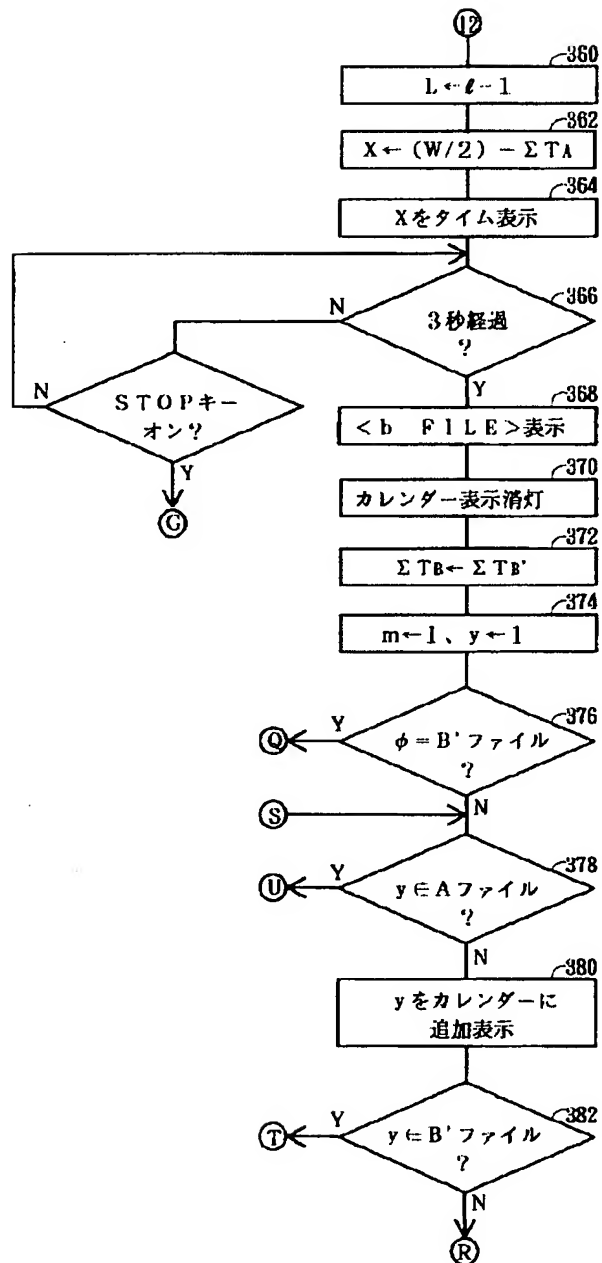 12
360
L←ℓ-1
362
X←(W/2)-ΣTA
364
Xをタイム表示
366
N
3秒経過
?
Y
N
STOPキー
オン?
Y
G
368
<b FILE>表示
370
カレンダー表示消灯
372
ΣTB←ΣTB'
374
m←1、y←1
376
Q
Y
φ=B'ファイル
?
N
S
378
U
Y
y∈Aファイル
?
N
380
yをカレンダーに
追加表示
382
T
Y
y∈B'ファイル
?
N
R